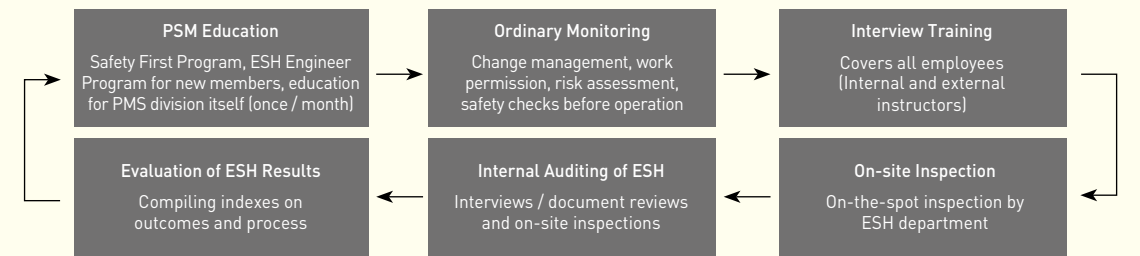 PSM Education
Safety First Program, ESH Engineer
Program for new members, education
for PMS division itself (once / month)
Ordinary Monitoring
Change management, work
permission, risk assessment,
safety checks before operation
Interview Training
Covers all employees
(Internal and external
instructors)
On-site Inspection
On-the-spot inspection by
ESH department
Internal Auditing of ESH
Interviews / document reviews
and on-site inspections
Evaluation of ESH Results
Compiling indexes on
outcomes and process